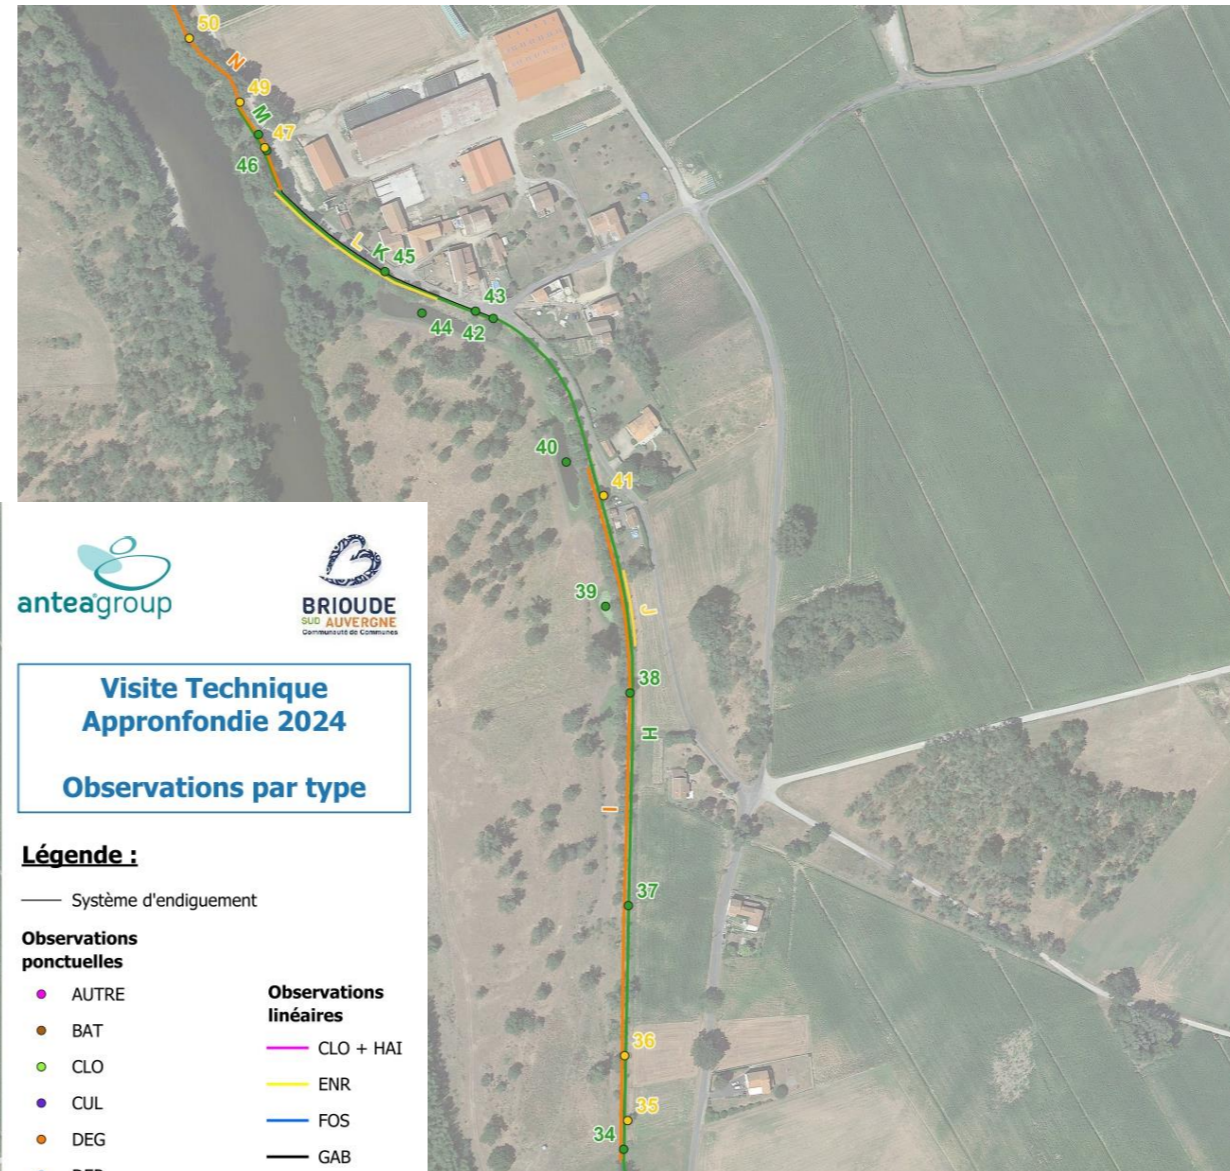 50
N
49
M
47
46
L
K
45
43
44
42
40
41
39
J
38
H
I
37
36
35
34
anteagroup
BRIOUDE
SUD AUVERGNE
Communauté de Communes
Visite Technique
Appronfondie 2024
Observations par type
Légende :
Système d'endiguement
Observations
ponctuelles
AUTRE
BAT
CLO
CUL
DEG
Observations
linéaires
CLO + HAI
ENR
FOS
GAB